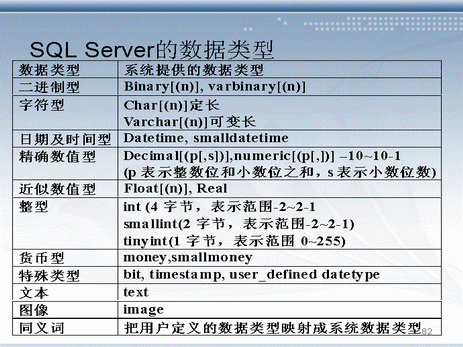 SQL Server的数据类型
数据类型 系统提供的数据类型
二进制型 Binary[(n)], varbinary[(n)]
字符型 Char[(n)]定长
Varchar[(n)]可变长
日期及时间型 Datetime, smalldatetime
精确数值型 Decimal[(p[,s])],numeric[(p[,)] –10~10-1
(p 表示整数位和小数位之和，s 表示小数位数)
近似数值型 Float[(n)], Real
整型 int (4 字节，表示范围-2~2-1
smallint(2 字节，表示范围-2~2-1)
tinyint(1 字节，表示范围 0~255)
货币型 money,smallmoney
特殊类型 bit, timestamp, user_defined datetype
文本 text
图像 image
同义词 把用户定义的数据类型映射成系统数据类型
82